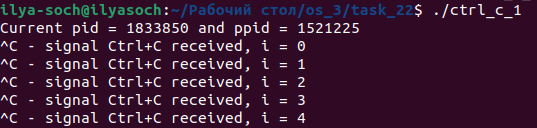 ilya-soch@ilyasoch:~/Рабочий стол/os_3/task_22$ ./ctrl_c_1
Current pid = 1833850 and ppid = 1521225
^C - signal Ctrl+C received, i = 0
^C - signal Ctrl+C received, i = 1
^C - signal Ctrl+C received, i = 2
^C - signal Ctrl+C received, i = 3
^C - signal Ctrl+C received, i = 4